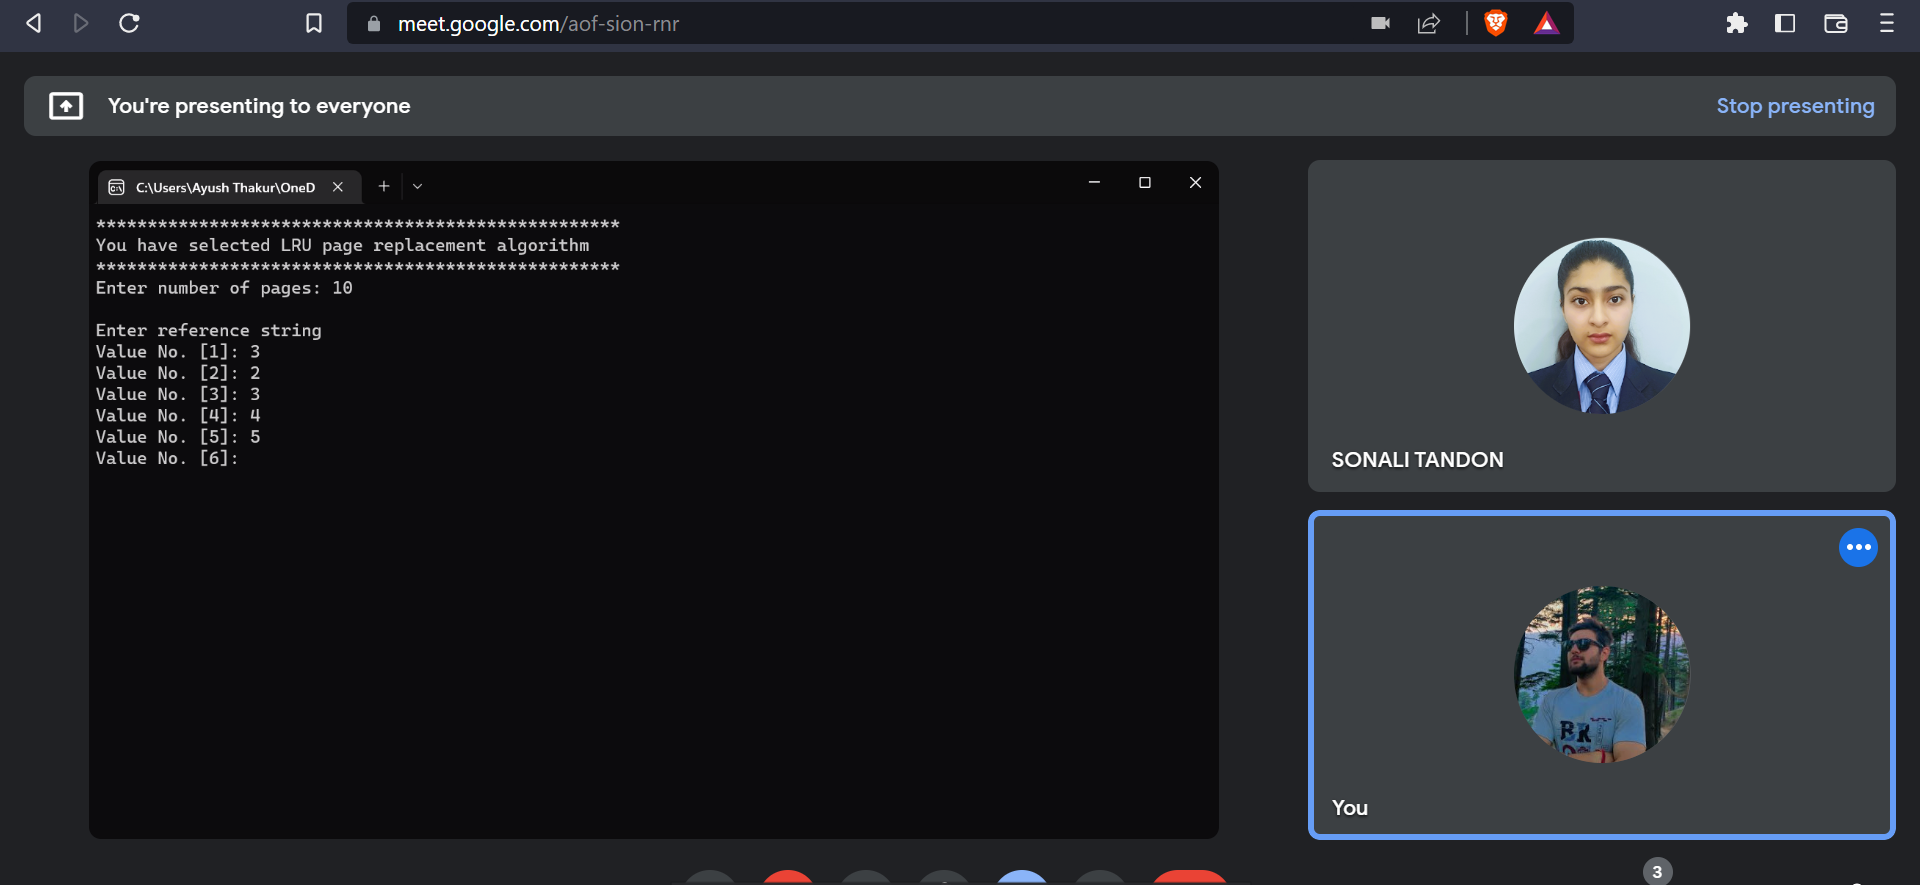 meet.google.com/aof-sion-rnr
You're presenting to everyone
Stop presenting
C:\Users\Ayush Thakur\OneD
***************************************************
You have selected LRU page replacement algorithm
***************************************************
Enter number of pages: 10
Enter reference string
Value No. [1]: 3
Value No. [2]: 2
Value No. [3]: 3
Value No. [4]: 4
Value No. [5]: 5
Value No. [6]:
SONALI TANDON
BR
You
3